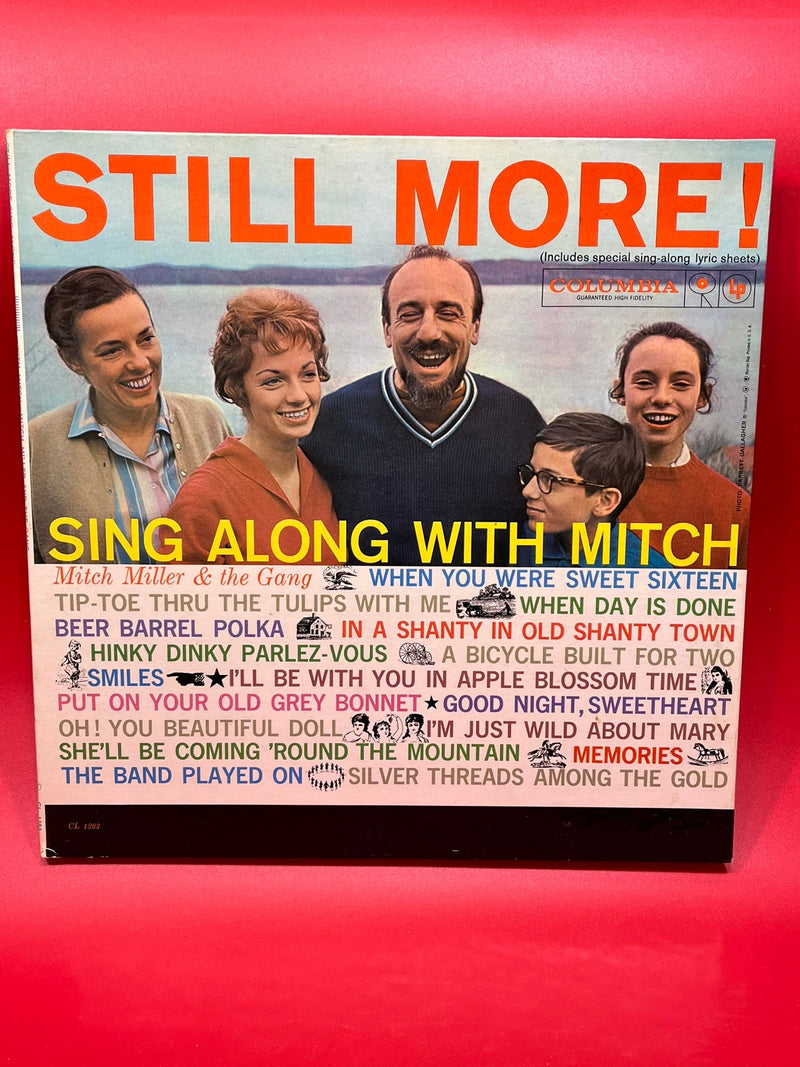 STILL MORE!
(Includes special sing-along lyric sheets)
COLUMBIA
GUARANTEED HIGH FIDELITY
Lp
SING ALONG WITH MITCH
Mitch Miller & the Gang WHEN YOU WERE SWEET SIXTEEN
TIP-TOE THRU THE TULIPS WITH ME WHEN DAY IS DONE
BEER BARREL POLKA IN A SHANTY IN OLD SHANTY TOWN
HINKY DINKY PARLEZ-VOUS A BICYCLE BUILT FOR TWO
SMILES ★ I'LL BE WITH YOU IN APPLE BLOSSOM TIME
PUT ON YOUR OLD GREY BONNET ★ GOOD NIGHT, SWEETHEART
OH! YOU BEAUTIFUL DOLL I'M JUST WILD ABOUT MARY
SHE'LL BE COMING 'ROUND THE MOUNTAIN MEMORIES
THE BAND PLAYED ON SILVER THREADS AMONG THE GOLD
CL 1283